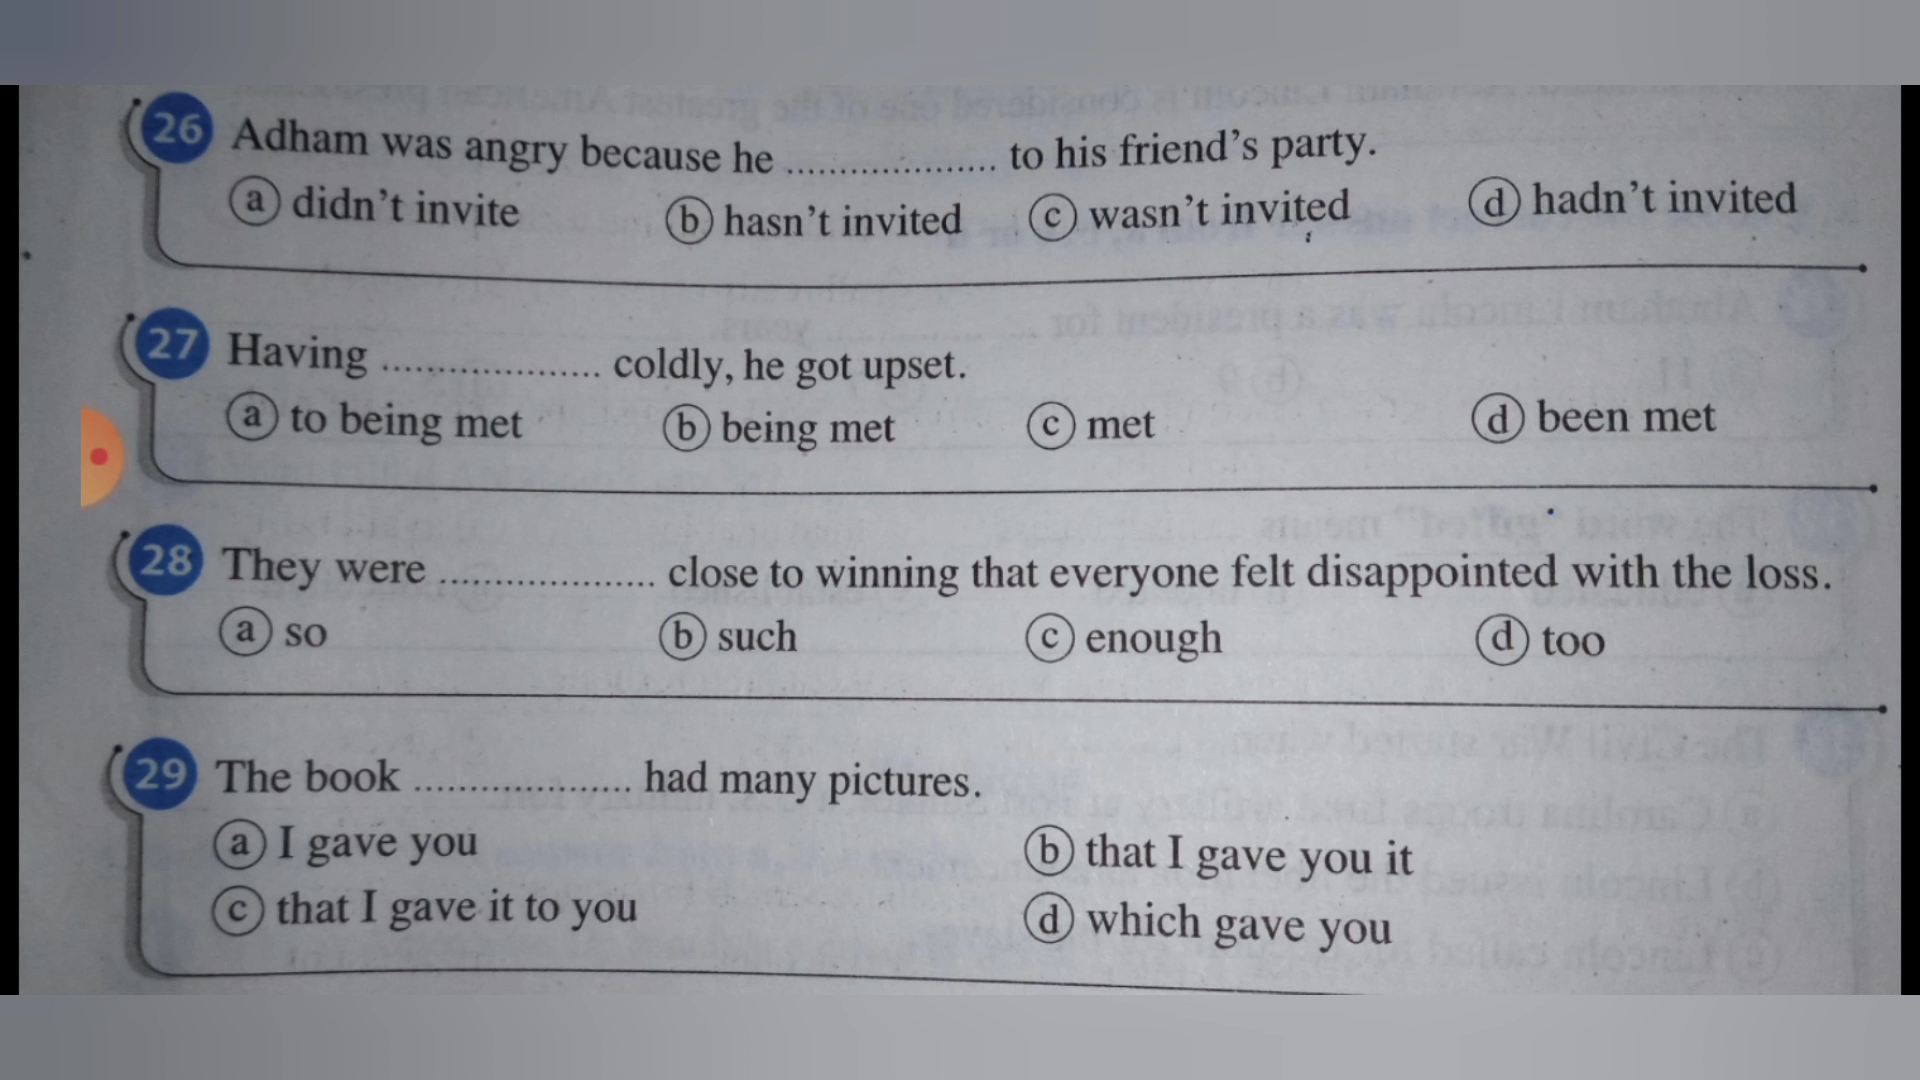 26 Adham was angry because he .................... to his friend's party.
a didn't invite b hasn't invited c wasn't invited d hadn't invited
27 Having .................... coldly, he got upset.
a to being met b being met c met d been met
28 They were .................... close to winning that everyone felt disappointed with the loss.
a so b such c enough d too
29 The book .................... had many pictures.
a I gave you b that I gave you it
c that I gave it to you d which gave you